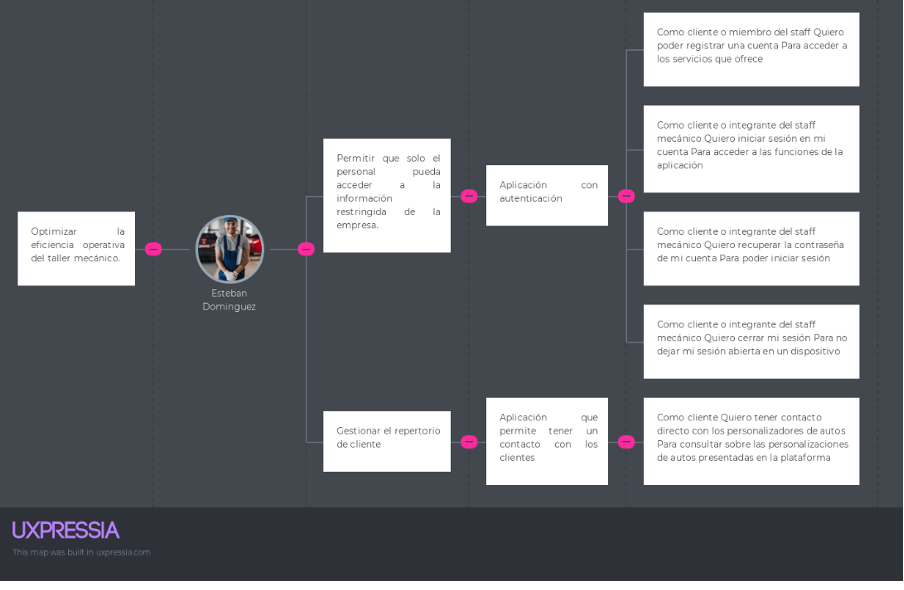 Optimizar la
eficiencia operativa
del taller mecánico.
Esteban
Dominguez
Permitir que solo el
personal pueda
acceder a la
información
restringida de la
empresa.
Aplicación con
autenticación
Como cliente o miembro del staff Quiero
poder registrar una cuenta Para acceder a
los servicios que ofrece
Como cliente o integrante del staff
mecánico Quiero iniciar sesión en mi
cuenta Para acceder a las funciones de la
aplicación
Como cliente o integrante del staff
mecánico Quiero recuperar la contraseña
de mi cuenta Para poder iniciar sesión
Como cliente o integrante del staff
mecánico Quiero cerrar mi sesión Para no
dejar mi sesión abierta en un dispositivo
Gestionar el repertorio
de cliente
Aplicación que
permite tener un
contacto con los
clientes
Como cliente Quiero tener contacto
directo con los personalizadores de autos
Para consultar sobre las personalizaciones
de autos presentadas en la plataforma
UXPRESSIA
This map was built in uxpressia.com